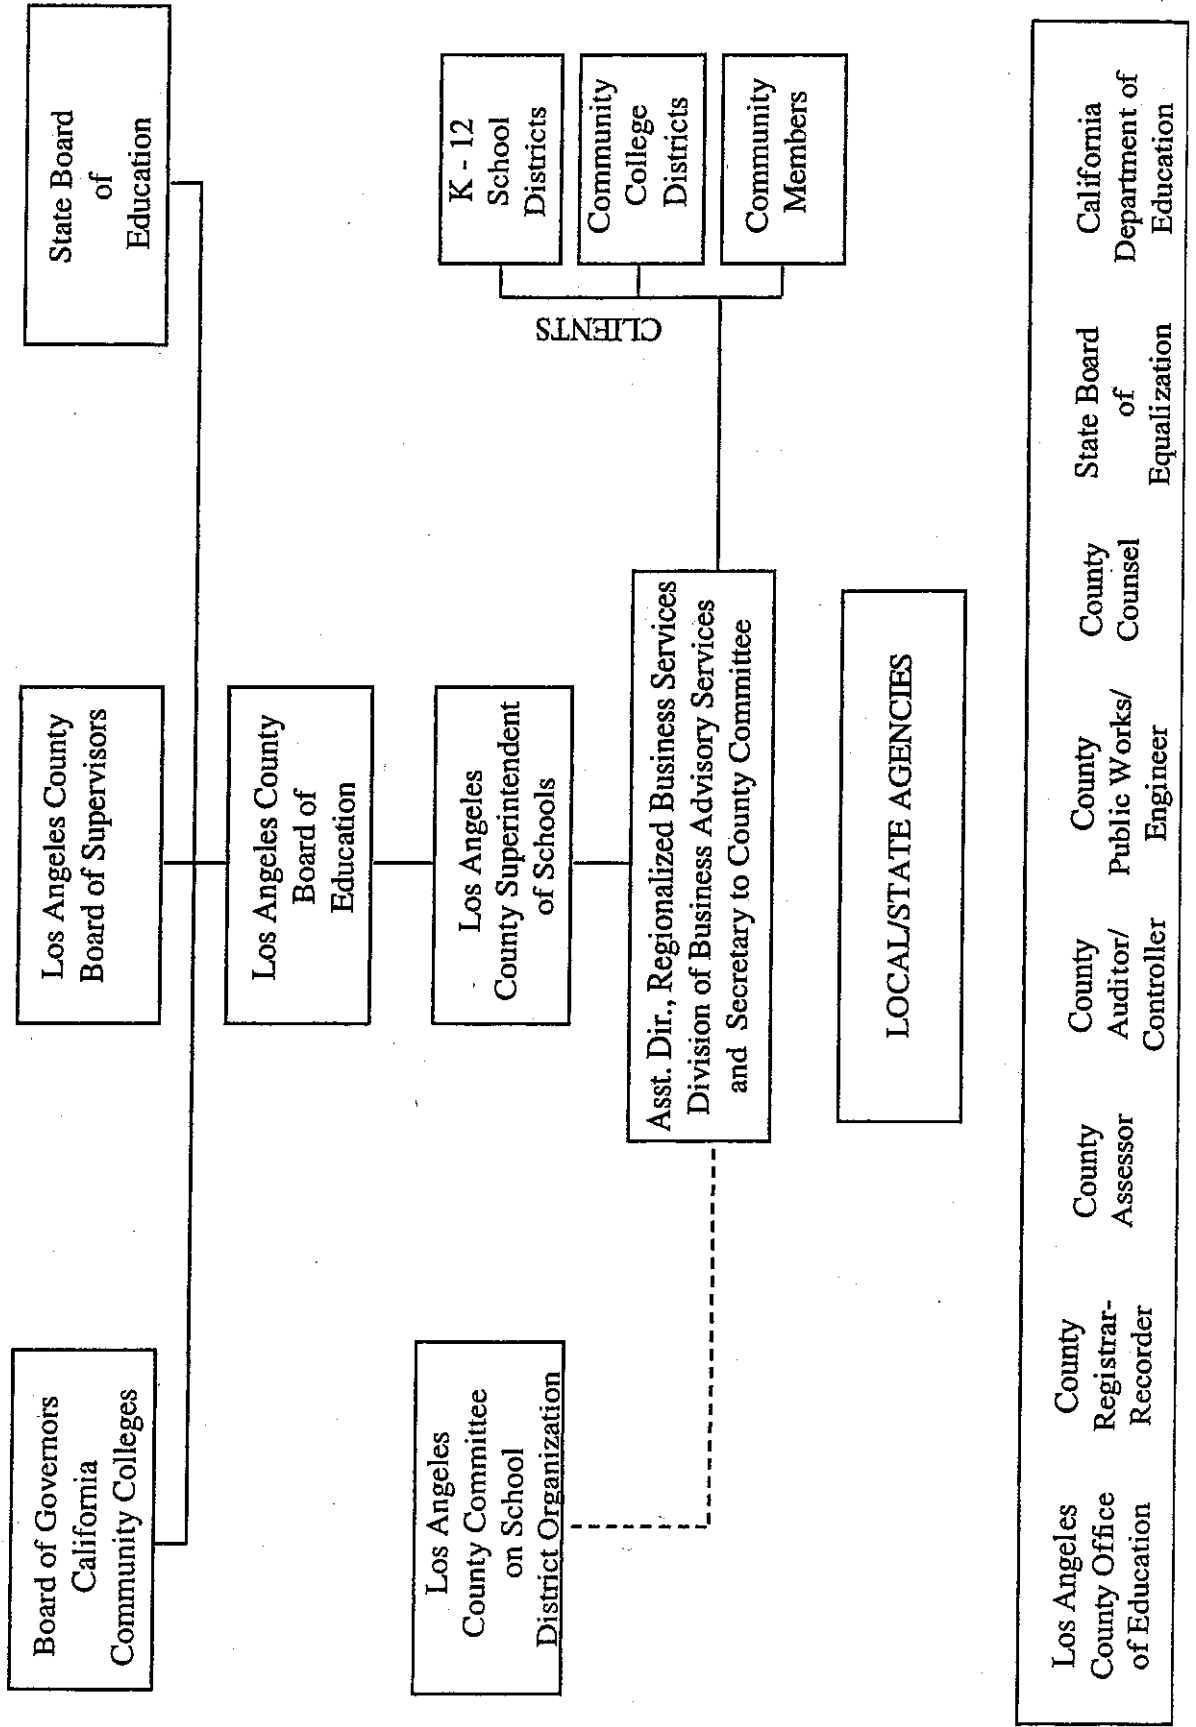 Board of Governors
California
Community Colleges
Los Angeles County
Board of Supervisors
State Board
of
Education
Los Angeles County
Board of
Education
Los Angeles
County Committee
on School
District Organization
Los Angeles
County Superintendent
of Schools
K - 12
School
Districts
Community
College
Districts
Community
Members
CLIENTS
Asst. Dir., Regionalized Business Services
Division of Business Advisory Services
and Secretary to County Committee
LOCAL/STATE AGENCIES
Los Angeles
County Office
of Education
County
Registrar-
Recorder
County
Assessor
County
Auditor/
Controller
County
Public Works/
Engineer
County
Counsel
State Board
of
Equalization
California
Department of
Education